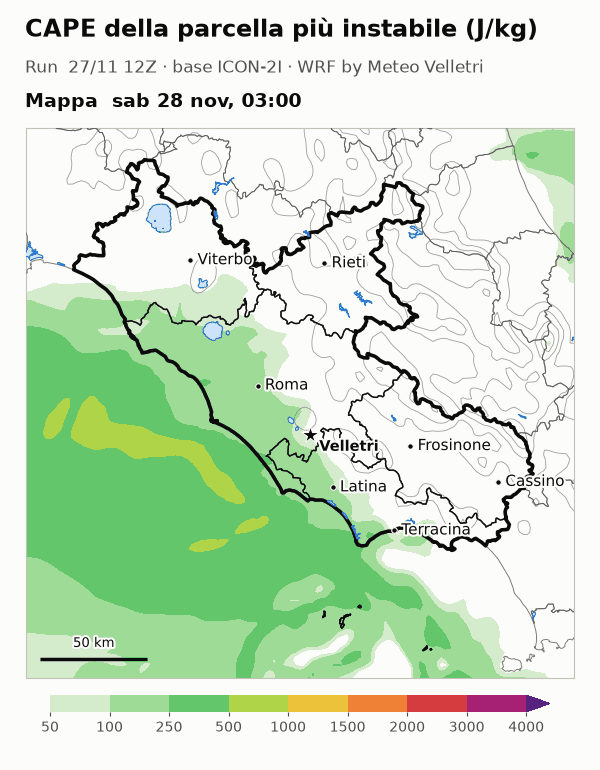 CAPE della parcella più instabile (J/kg)
Run 27/11 12Z · base ICON-2I · WRF by Meteo Velletri
Mappa sab 28 nov, 03:00
Viterbo
Rieti
Roma
Velletri
Frosinone
Latina
Cassino
Terracina
50 km
50 100 250 500 1000 1500 2000 3000 4000